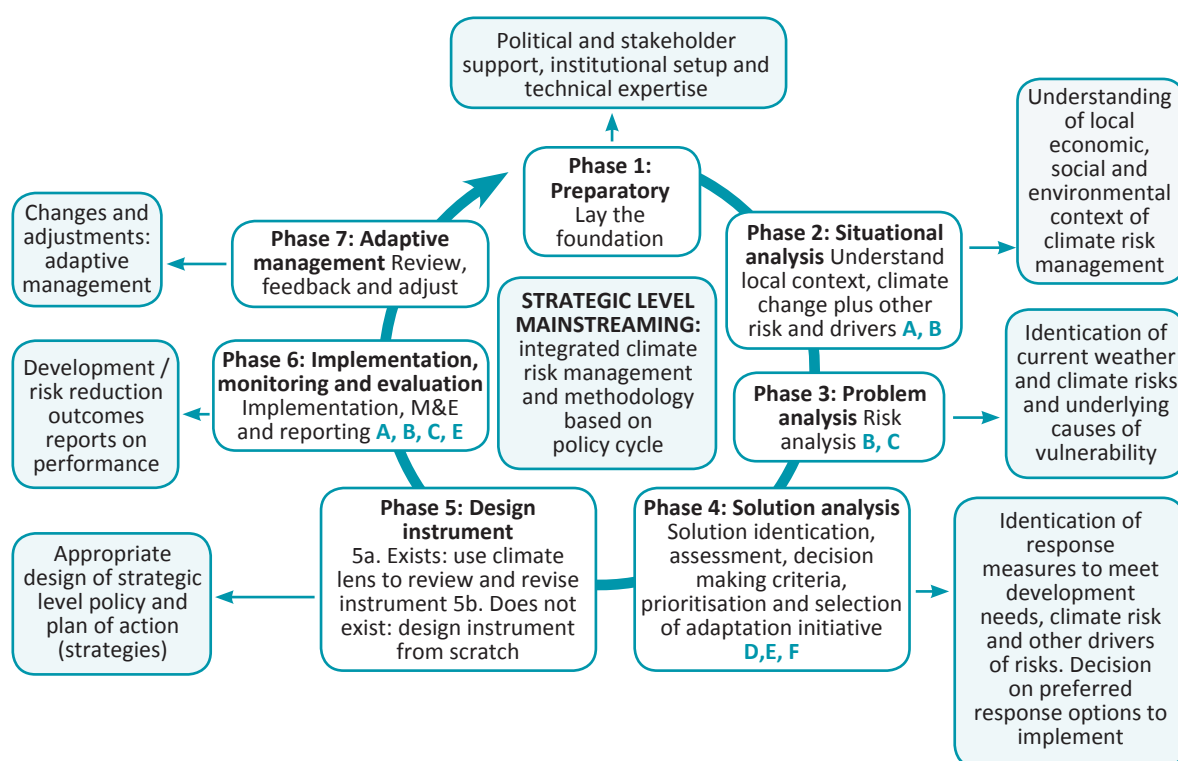 Political and stakeholder
support, institutional setup and
technical expertise
Phase 1:
Preparatory
Lay the
foundation
Understanding
of local
economic,
social and
environmental
context of
climate risk
management
Phase 2: Situational
analysis Understand
local context, climate
change plus other
risk and drivers A, B
Identication of
current weather
and climate risks
and underlying
causes of
vulnerability
Phase 3: Problem
analysis Risk
analysis B, C
Phase 4: Solution analysis
Solution identication,
assessment, decision
making criteria,
prioritisation and selection
of adaptation initiative
D,E, F
Identication of
response
measures to meet
development
needs, climate risk
and other drivers
of risks. Decision
on preferred
response options to
implement
Phase 5: Design
instrument
5a. Exists: use climate
lens to review and revise
instrument 5b. Does not
exist: design instrument
from scratch
Appropriate
design of strategic
level policy and
plan of action
(strategies)
Phase 6: Implementation,
monitoring and evaluation
Implementation, M&E
and reporting A, B, C, E
Development /
risk reduction
outcomes
reports on
performance
Phase 7: Adaptive
management Review,
feedback and adjust
Changes and
adjustments:
adaptive
management
STRATEGIC LEVEL
MAINSTREAMING:
integrated climate
risk management
and methodology
based on
policy cycle